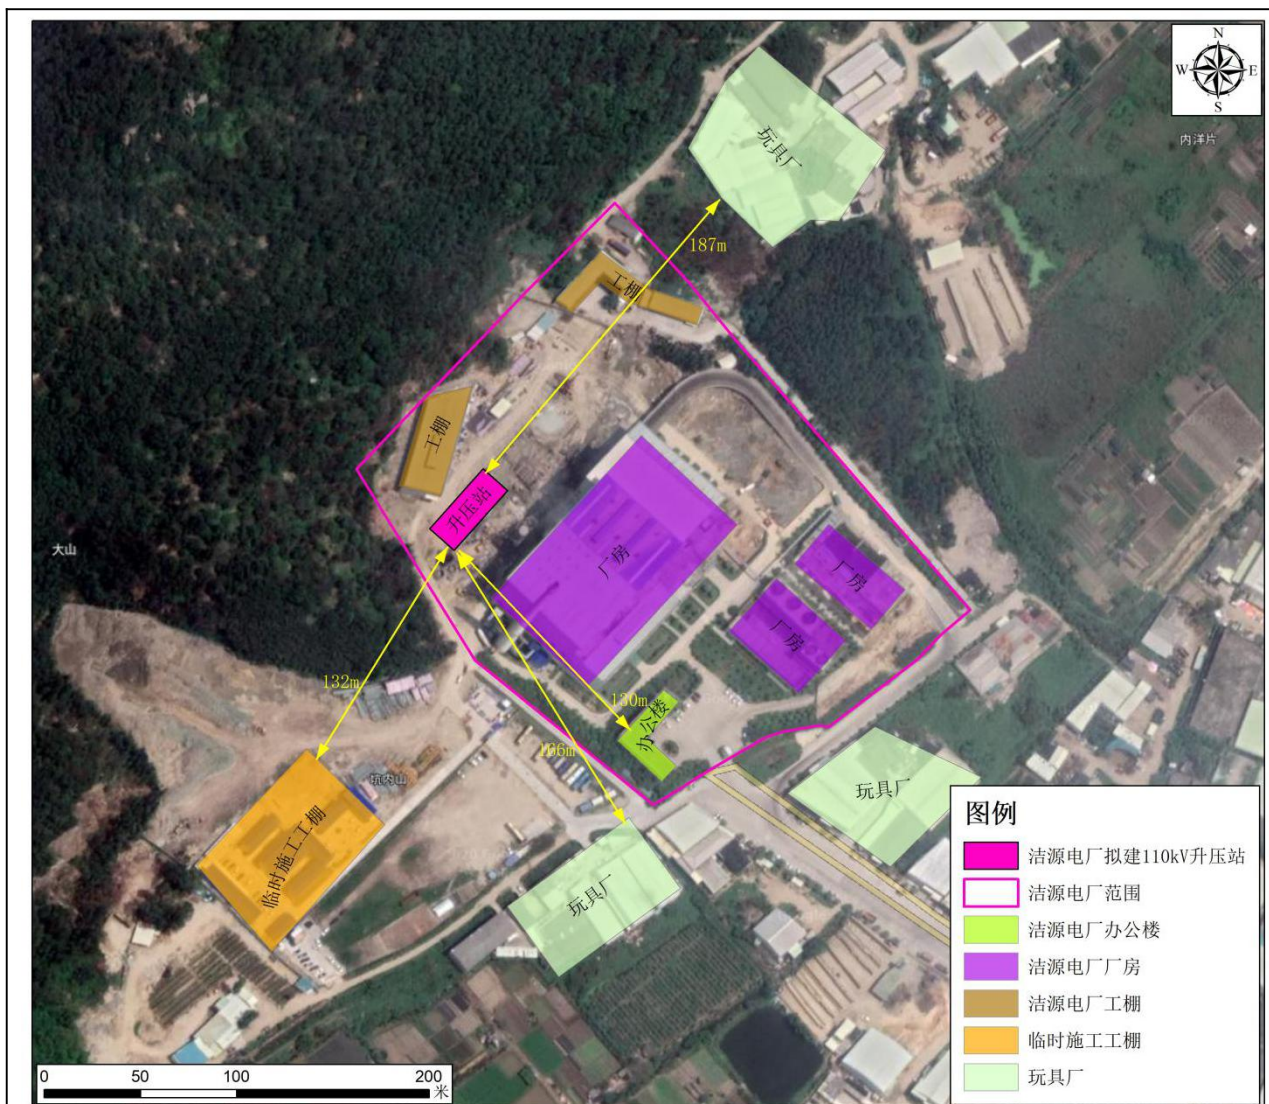 N
W
E
S
内洋片
玩具厂
187m
工棚
工棚
升压站
大山
厂房
厂房
厂房
132m
130m
办公楼
166m
坑内山
玩具厂
临时施工工棚
玩具厂
图例
洁源电厂拟建110kV升压站
洁源电厂范围
洁源电厂办公楼
洁源电厂厂房
洁源电厂工棚
临时施工工棚
玩具厂
0 50 100 200
米